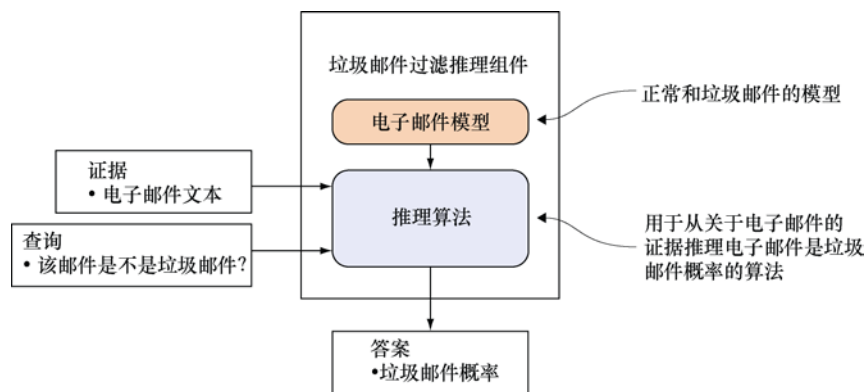 垃圾邮件过滤推理组件
电子邮件模型
正常和垃圾邮件的模型
证据
• 电子邮件文本
推理算法
查询
• 该邮件是不是垃圾邮件?
用于从关于电子邮件的
证据推理电子邮件是垃圾
邮件概率的算法
答案
•垃圾邮件概率